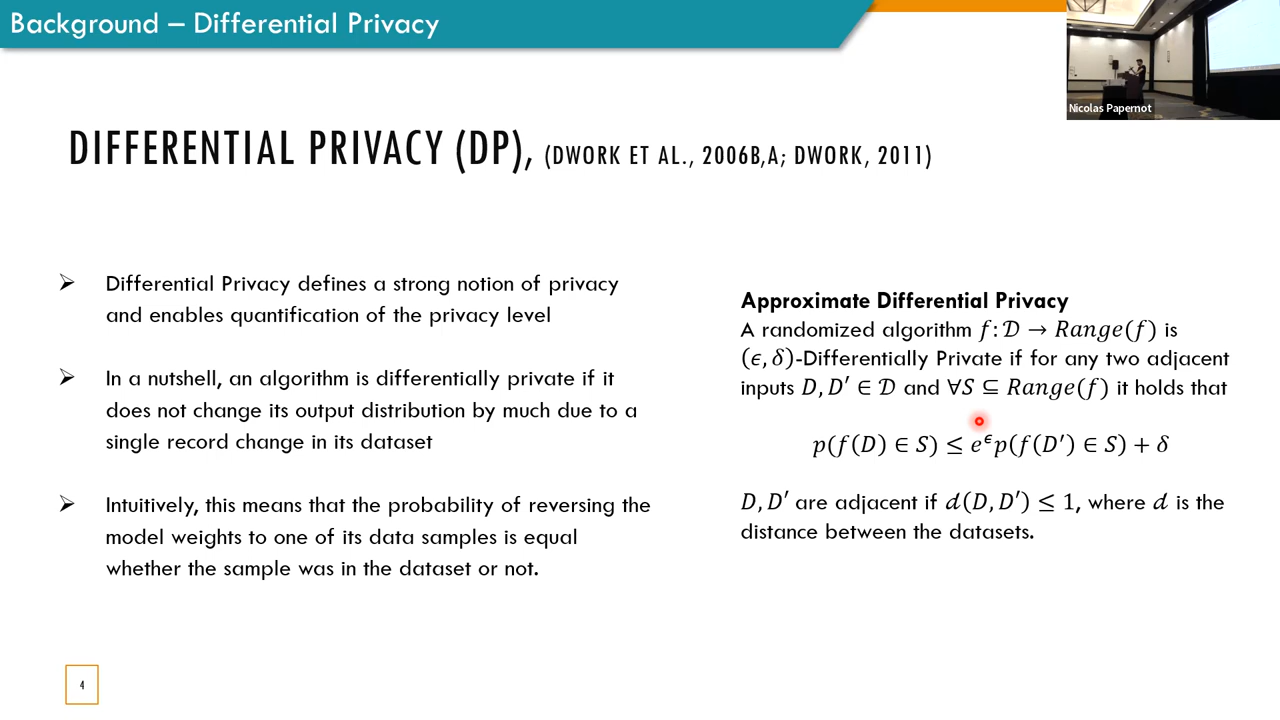 Background – Differential Privacy
Nicolas Papernot
DIFFERENTIAL PRIVACY (DP), (DWORK ET AL., 2006B,A; DWORK, 2011)
➢ Differential Privacy defines a strong notion of privacy
and enables quantification of the privacy level
➢ In a nutshell, an algorithm is differentially private if it
does not change its output distribution by much due to a
single record change in its dataset
➢ Intuitively, this means that the probability of reversing the
model weights to one of its data samples is equal
whether the sample was in the dataset or not.
Approximate Differential Privacy
A randomized algorithm 𝑓: 𝒟 → 𝑅𝑎𝑛𝑔𝑒(𝑓) is
(𝜖, 𝛿)-Differentially Private if for any two adjacent
inputs 𝐷, 𝐷′ ∈ 𝒟 and ∀𝑆 ⊆ 𝑅𝑎𝑛𝑔𝑒(𝑓) it holds that
𝑝(𝑓(𝐷) ∈ 𝑆) ≤ 𝑒^𝜖 𝑝(𝑓(𝐷′) ∈ 𝑆) + 𝛿
𝐷, 𝐷′ are adjacent if 𝑑(𝐷, 𝐷′) ≤ 1, where 𝑑 is the
distance between the datasets.
4